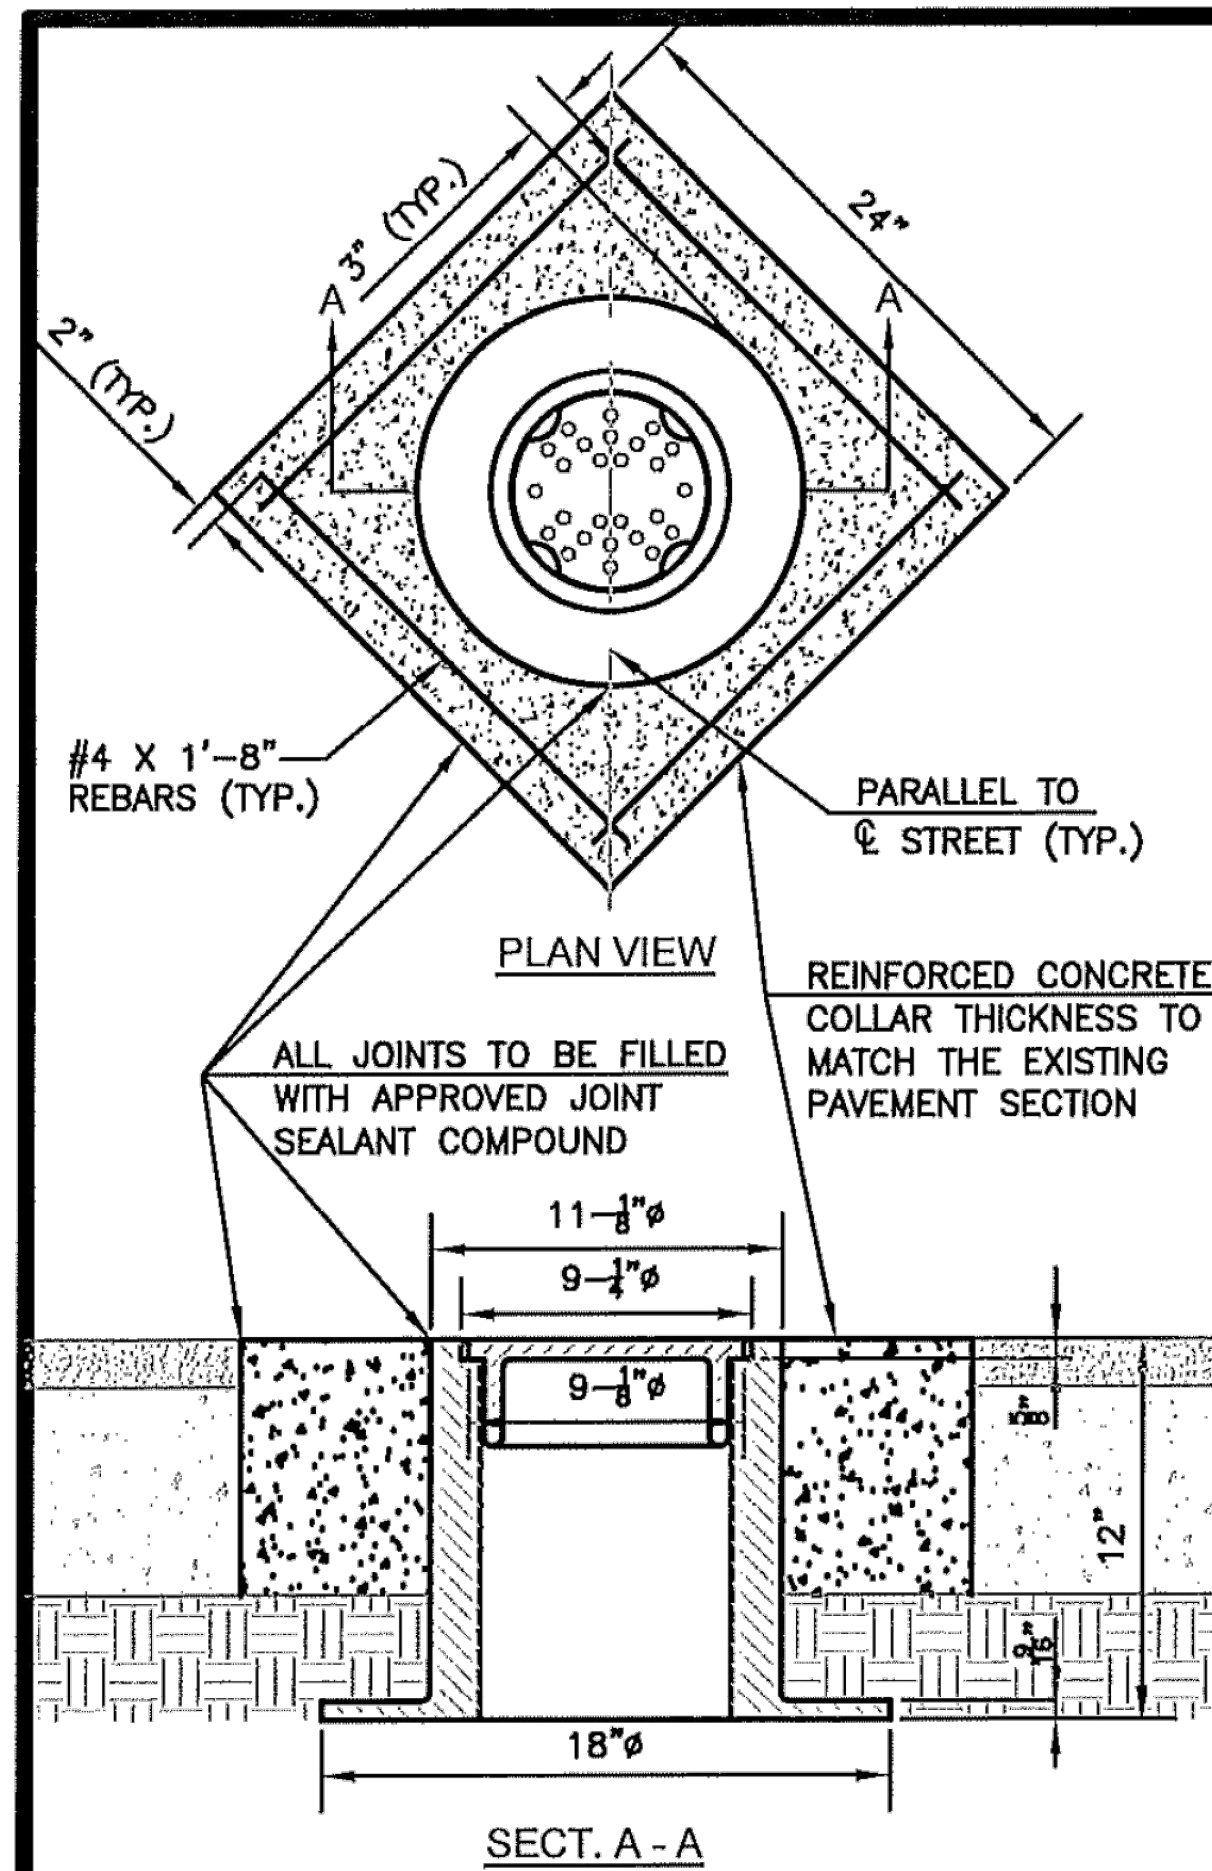 24"
3" (TYP.)
A
A
2" (TYP.)
#4 X 1'-8"
REBARS (TYP.)
PARALLEL TO
℄ STREET (TYP.)
PLAN VIEW
REINFORCED CONCRETE
COLLAR THICKNESS TO
MATCH THE EXISTING
PAVEMENT SECTION
ALL JOINTS TO BE FILLED
WITH APPROVED JOINT
SEALANT COMPOUND
11-1/8"ø
9-1/4"ø
9-1/8"ø
12"
9/16"
18"ø
SECT. A - A